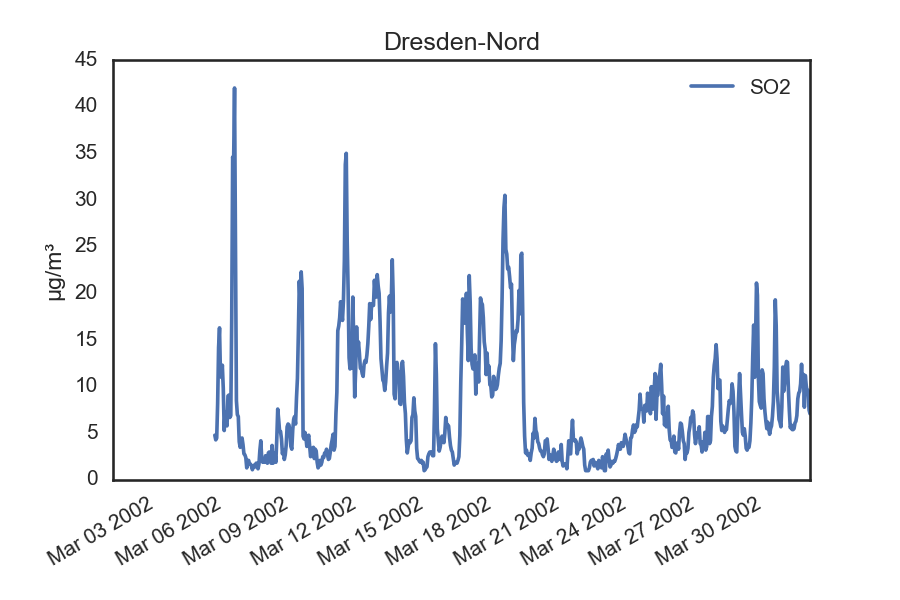 Dresden-Nord
SO2
µg/m³
45
40
35
30
25
20
15
10
5
0
Mar 03 2002
Mar 06 2002
Mar 09 2002
Mar 12 2002
Mar 15 2002
Mar 18 2002
Mar 21 2002
Mar 24 2002
Mar 27 2002
Mar 30 2002